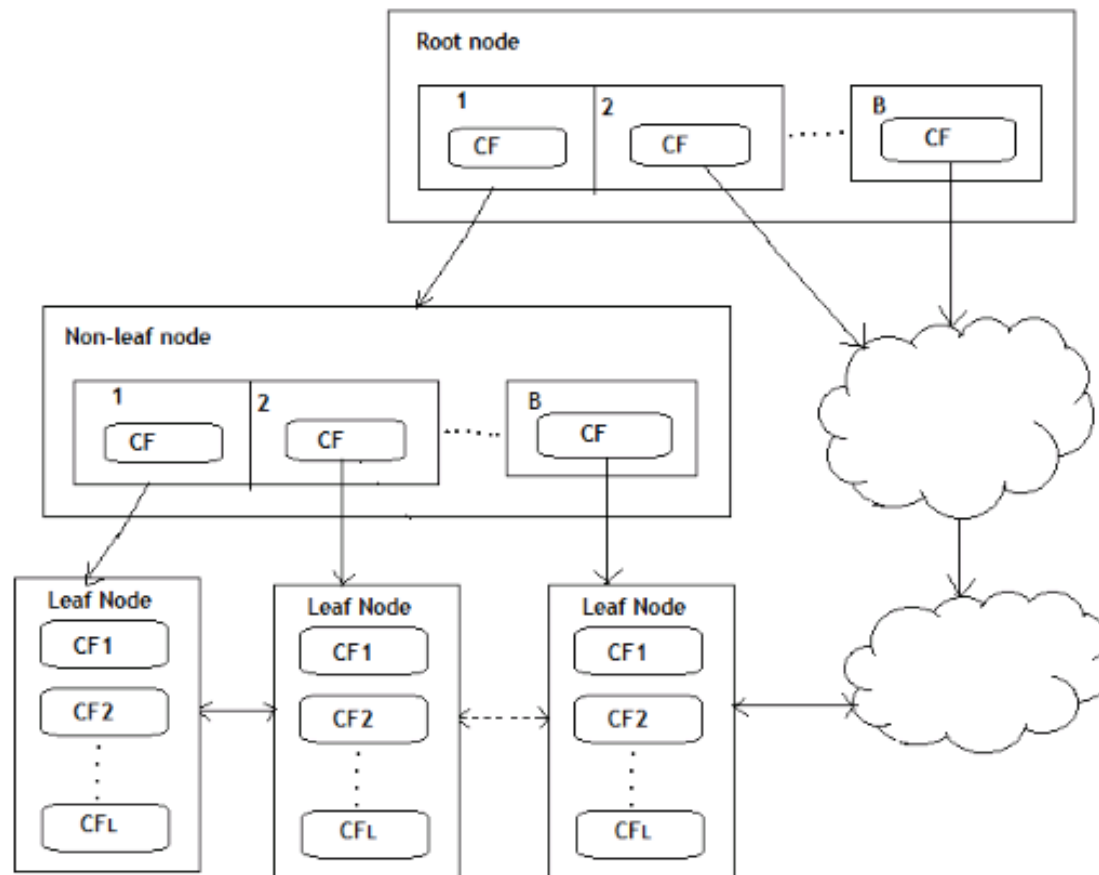 Root node
1
2
B
CF
CF
CF
Non-leaf node
1
2
B
CF
CF
CF
Leaf Node
CF1
CF2
CFL
Leaf Node
CF1
CF2
CFL
Leaf Node
CF1
CF2
CFL